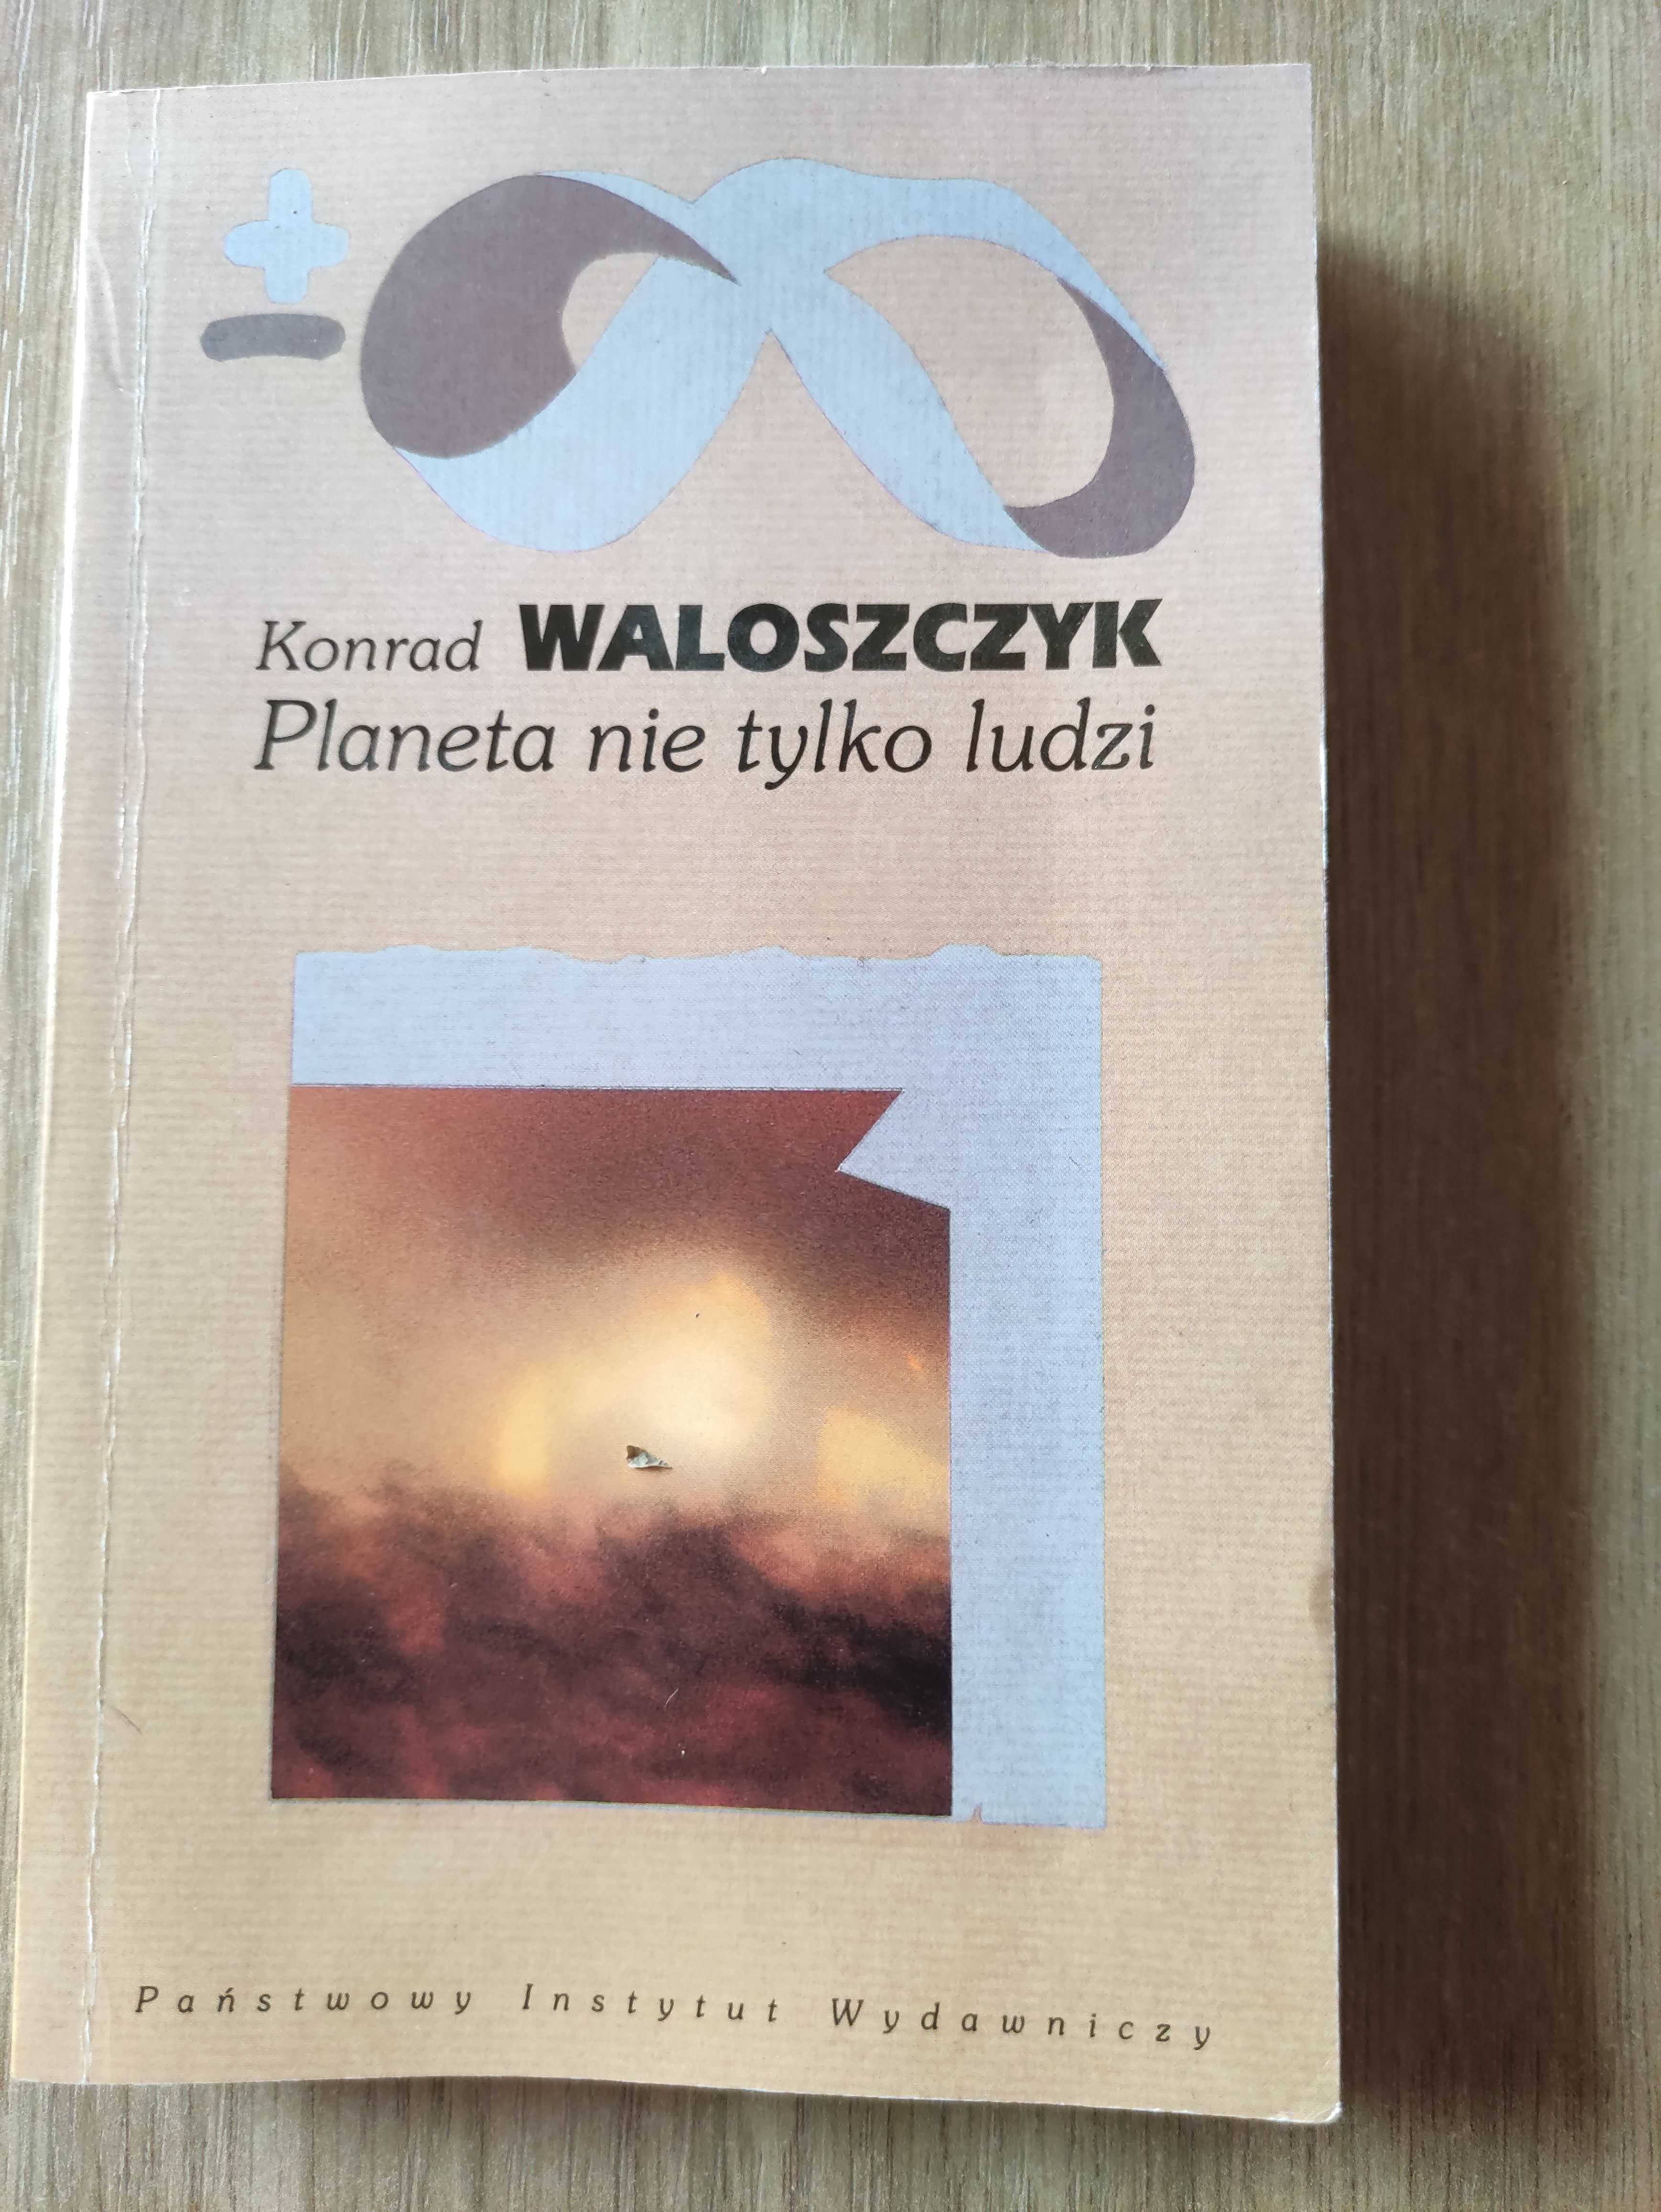 ±∞
Konrad WALOSZCZYK
Planeta nie tylko ludzi
Państwowy Instytut Wydawniczy